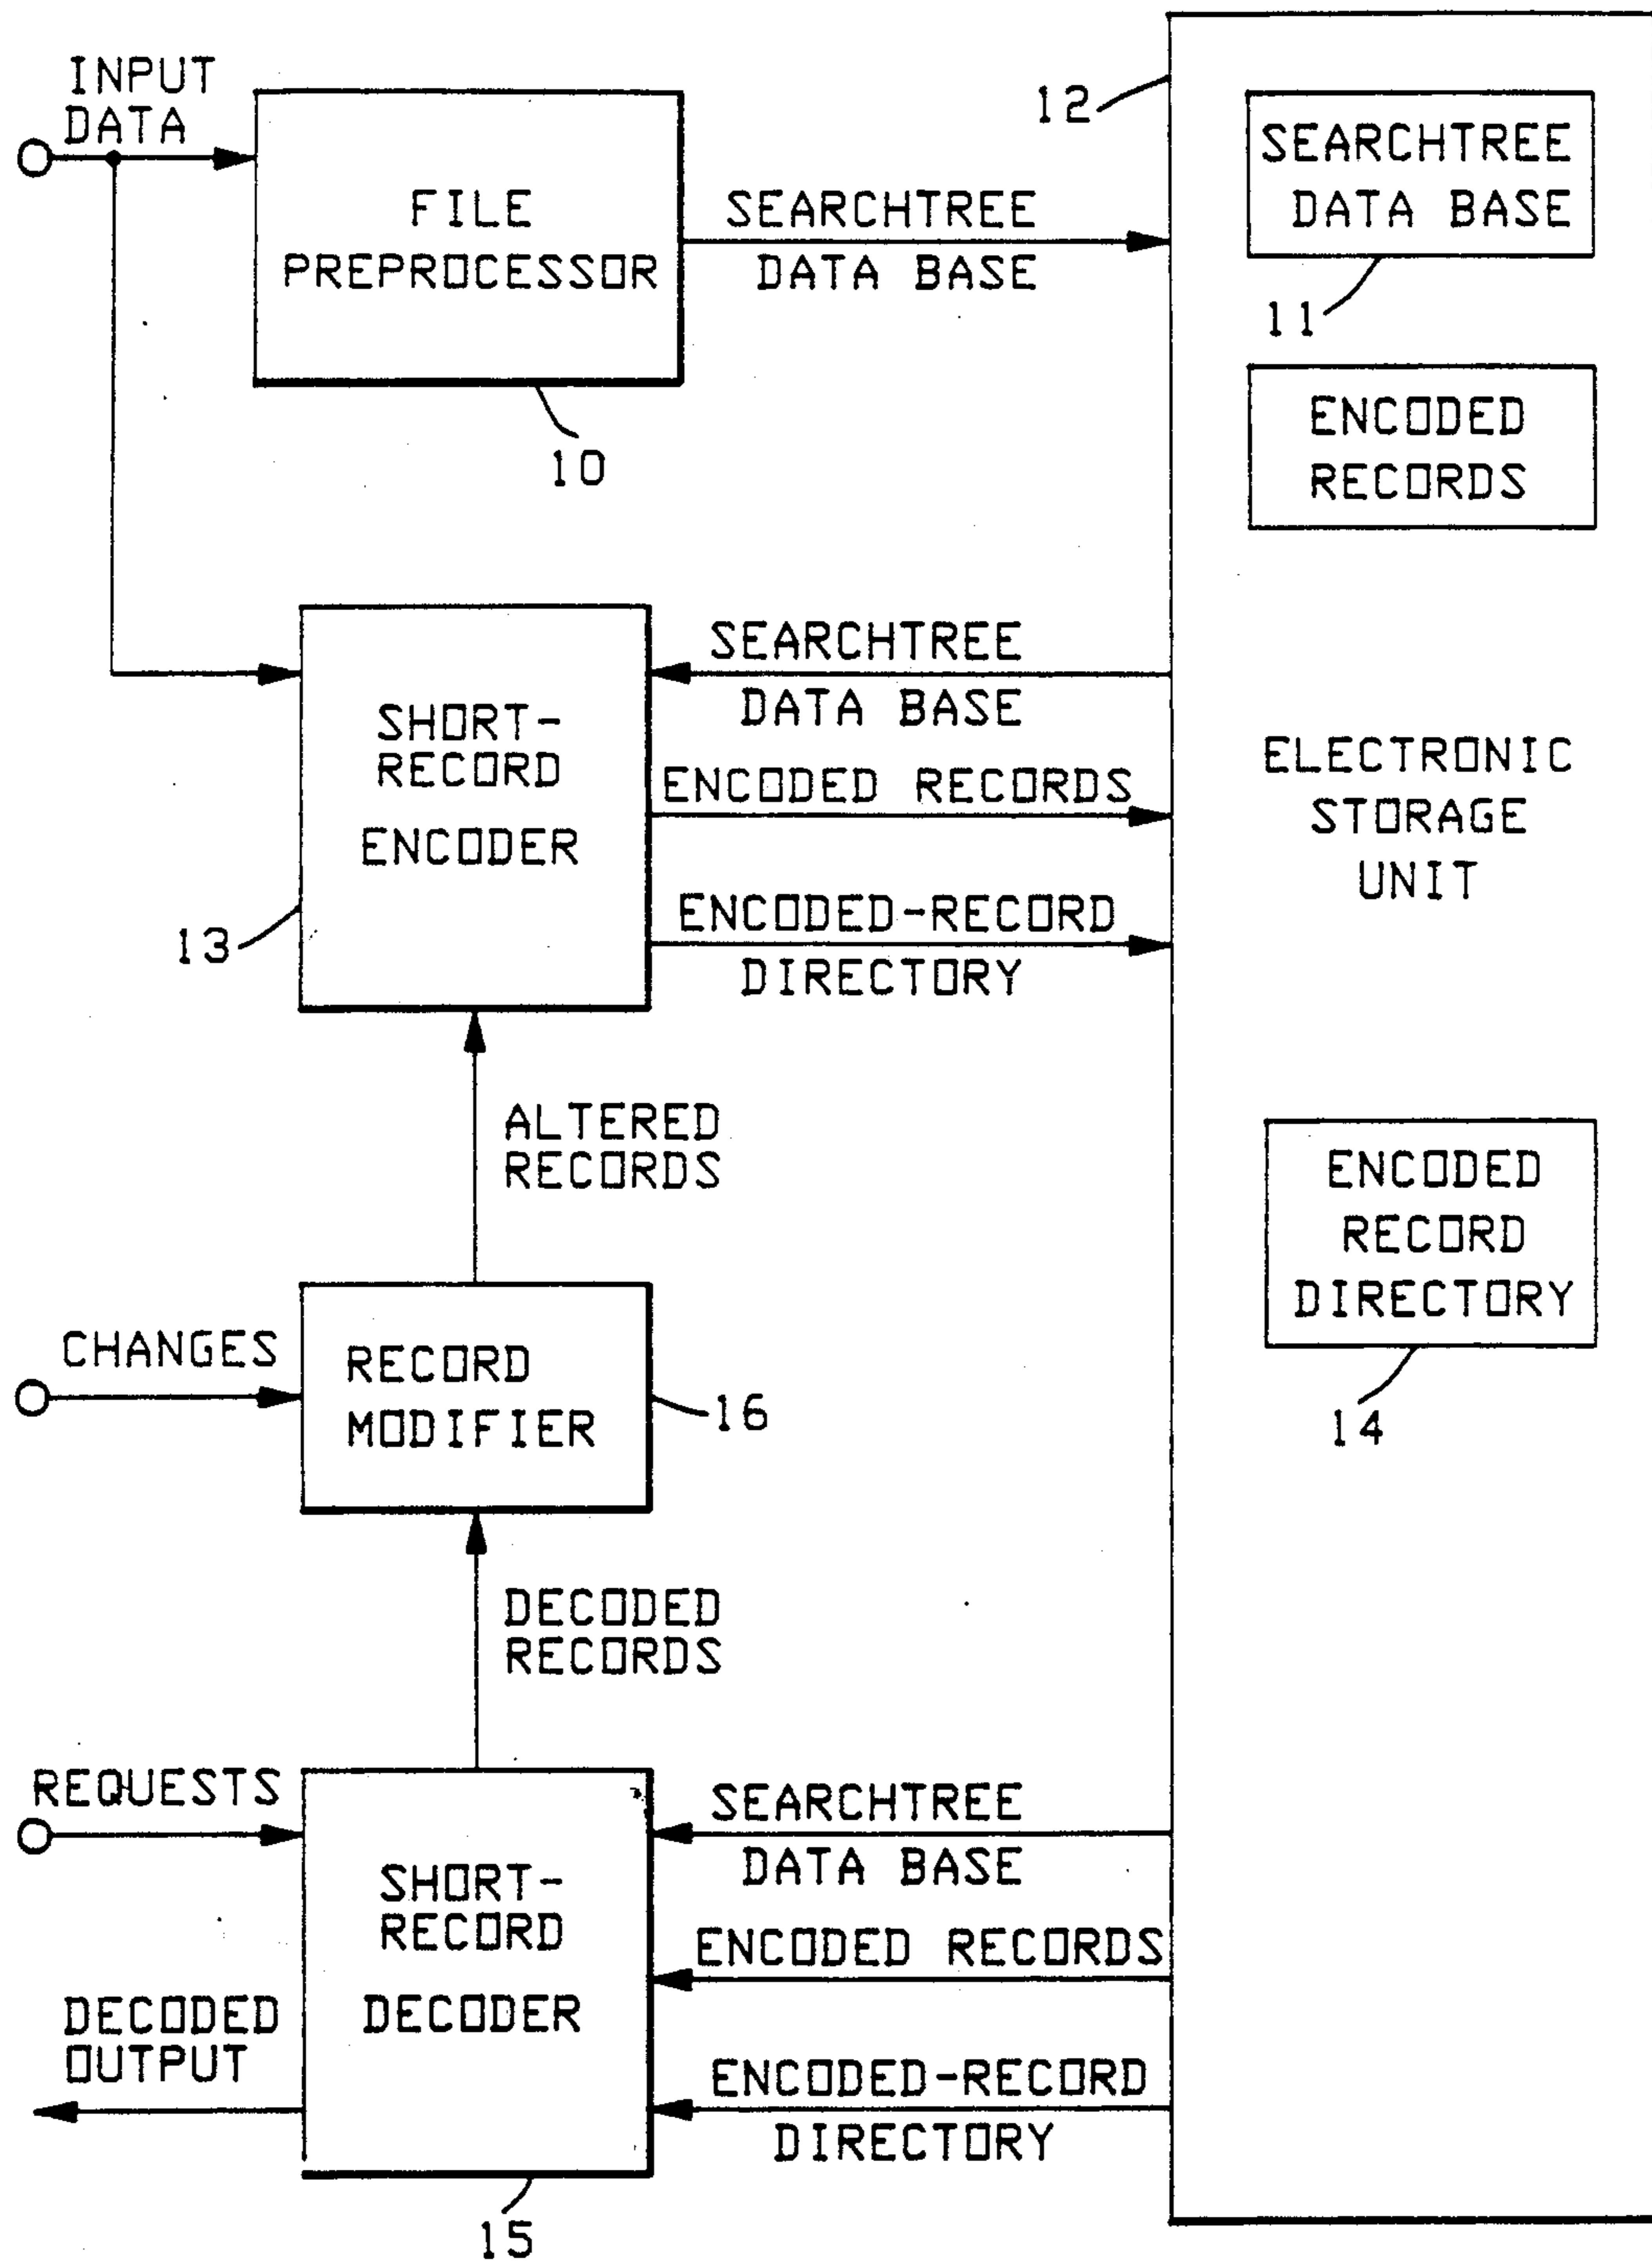 INPUT
DATA
FILE
PREPROCESSOR
10
SEARCHTREE
DATA BASE
12
SEARCHTREE
DATA BASE
11
ENCODED
RECORDS
ELECTRONIC
STORAGE
UNIT
SHORT-
RECORD
ENCODER
13
SEARCHTREE
DATA BASE
ENCODED RECORDS
ENCODED-RECORD
DIRECTORY
ALTERED
RECORDS
ENCODED
RECORD
DIRECTORY
14
CHANGES
RECORD
MODIFIER
16
DECODED
RECORDS
REQUESTS
SHORT-
RECORD
DECODER
15
DECODED
OUTPUT
SEARCHTREE
DATA BASE
ENCODED RECORDS
ENCODED-RECORD
DIRECTORY